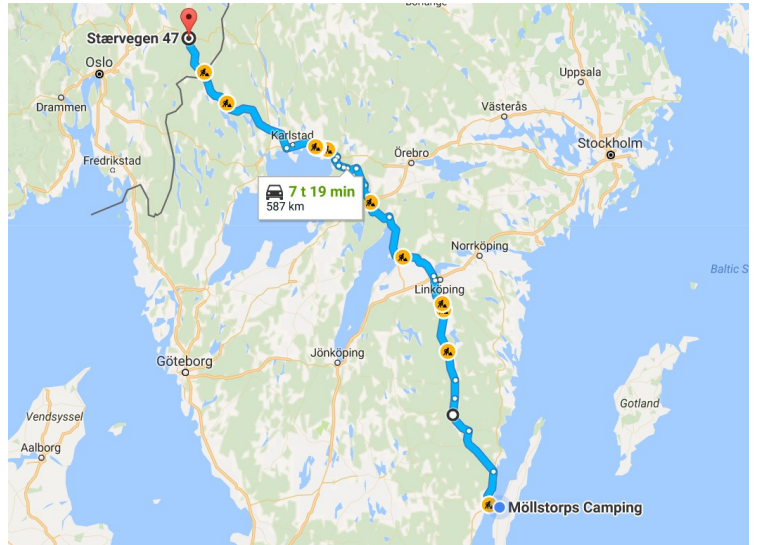 Stærvegen 47
Oslo
Uppsala
Drammen
Västerås
Karlstad
Stockholm
Örebro
Fredrikstad
7 t 19 min
587 km
Norrköping
Baltic S
Linköping
Jönköping
Göteborg
Gotland
Vendsyssel
Aalborg
Möllstorps Camping